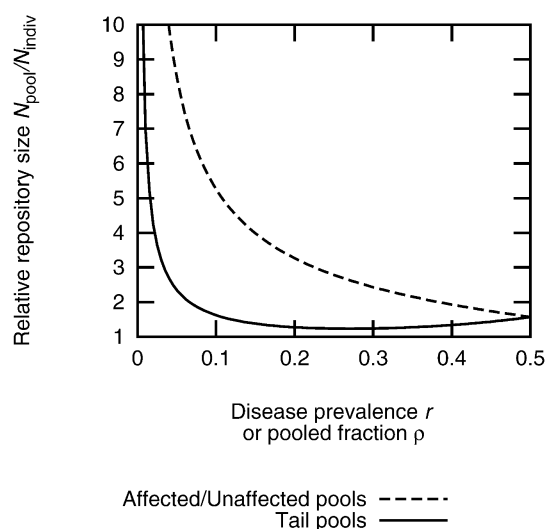 Relative repository size Npool/Nindiv
10
9
8
7
6
5
4
3
2
1
0 0.1 0.2 0.3 0.4 0.5
Disease prevalence r
or pooled fraction ρ
Affected/Unaffected pools
Tail pools